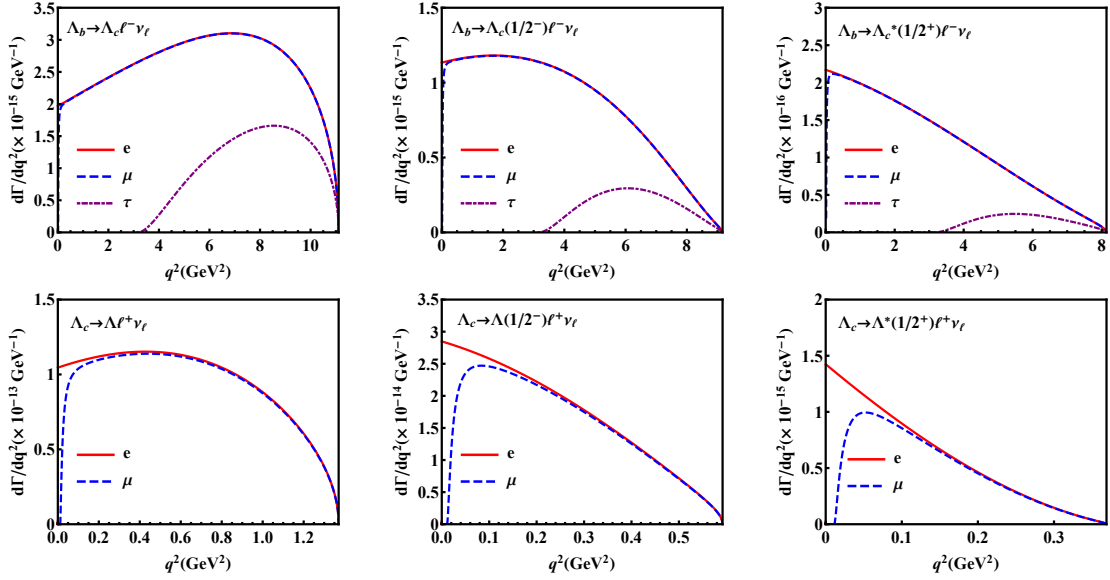 Λb→Λcℓ⁻νℓ
dΓ/dq²(× 10⁻¹⁵ GeV⁻¹)
3.5
3
2.5
2
1.5
1
0.5
0
e
μ
τ
0 2 4 6 8 10
q²(GeV²)
Λb→Λc(1/2⁻)ℓ⁻νℓ
dΓ/dq²(× 10⁻¹⁵ GeV⁻¹)
1.5
1
0.5
0
e
μ
τ
0 2 4 6 8
q²(GeV²)
Λb→Λc*(1/2⁺)ℓ⁻νℓ
dΓ/dq²(× 10⁻¹⁶ GeV⁻¹)
3
2.5
2
1.5
1
0.5
0
e
μ
τ
0 2 4 6 8
q²(GeV²)
Λc→Λℓ⁺νℓ
dΓ/dq²(× 10⁻¹³ GeV⁻¹)
1.5
1
0.5
0
e
μ
0.0 0.2 0.4 0.6 0.8 1.0 1.2
q²(GeV²)
Λc→Λ(1/2⁻)ℓ⁺νℓ
dΓ/dq²(× 10⁻¹⁴ GeV⁻¹)
3.5
3
2.5
2
1.5
1
0.5
0
e
μ
0.0 0.1 0.2 0.3 0.4 0.5
q²(GeV²)
Λc→Λ*(1/2⁺)ℓ⁺νℓ
dΓ/dq²(× 10⁻¹⁵ GeV⁻¹)
2
1.5
1
0.5
0
e
μ
0.0 0.1 0.2 0.3
q²(GeV²)